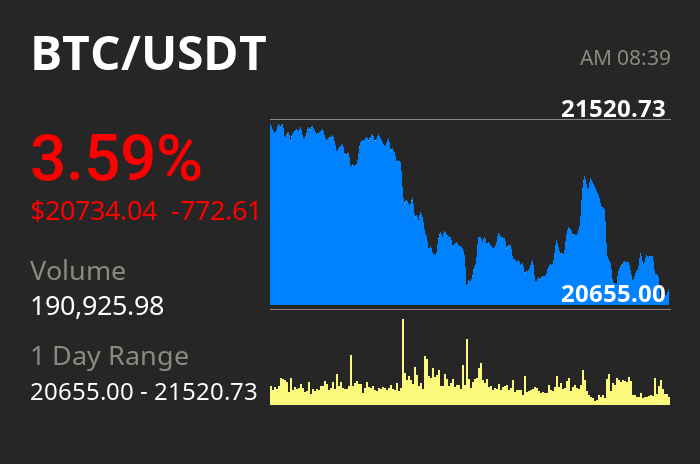 BTC/USDT
AM 08:39
21520.73
3.59%
$20734.04 -772.61
Volume
190,925.98
20655.00
1 Day Range
20655.00 - 21520.73